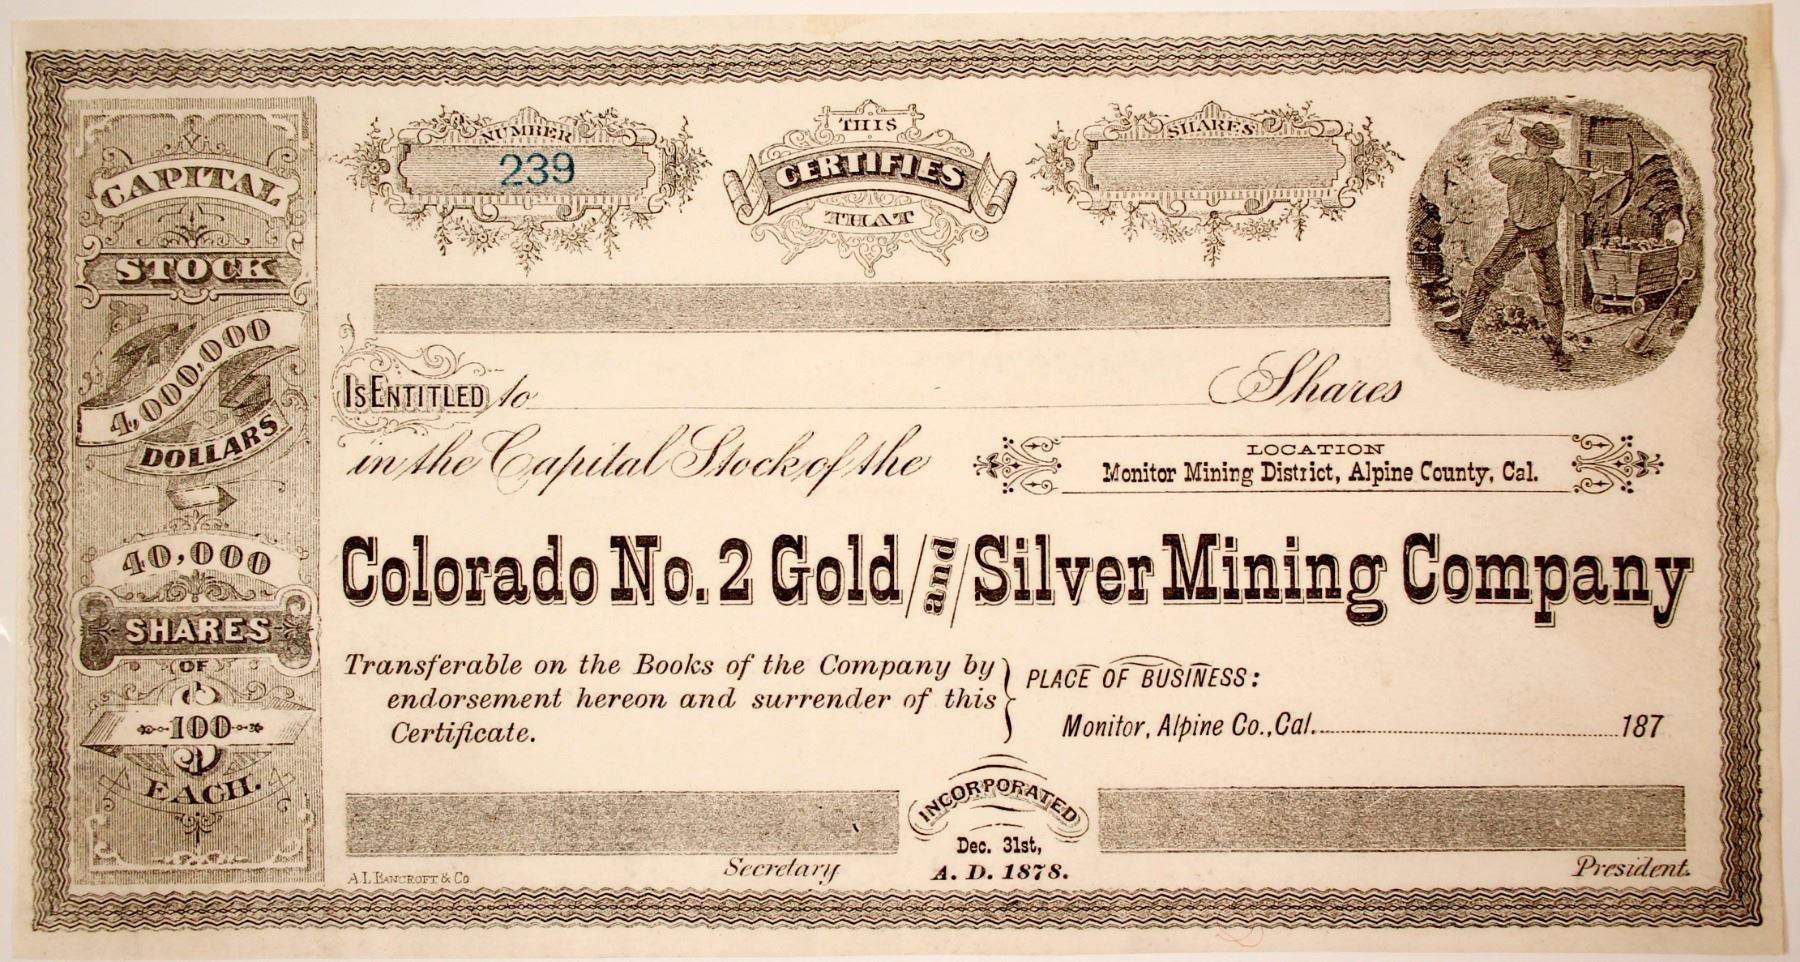 CAPITAL
STOCK
4,000,000
DOLLARS
40,000
SHARES
OF
100
EACH.
NUMBER
239
THIS
CERTIFIES
THAT
SHARES
IS ENTITLED to Shares
in the Capital Stock of the
LOCATION
Monitor Mining District, Alpine County, Cal.
Colorado No. 2 Gold and Silver Mining Company
Transferable on the Books of the Company by
endorsement hereon and surrender of this
Certificate.
PLACE OF BUSINESS:
Monitor, Alpine Co., Cal. 187
INCORPORATED
Dec. 31st,
A. D. 1878.
Secretary
President.
A. L. BANCROFT & CO